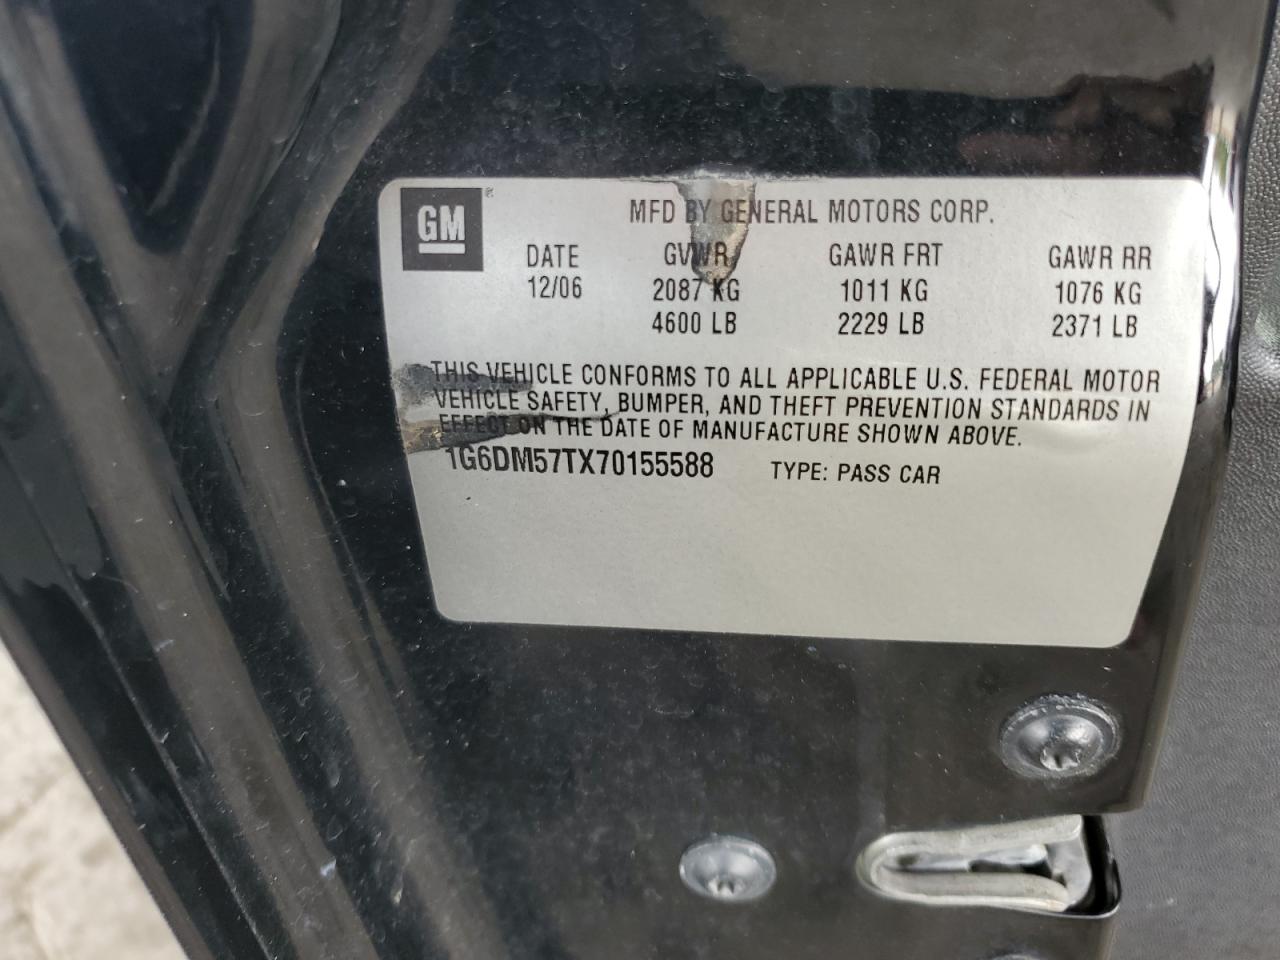 GM®
MFD BY GENERAL MOTORS CORP.
DATE GVWR GAWR FRT GAWR RR
12/06 2087 KG 1011 KG 1076 KG
4600 LB 2229 LB 2371 LB
THIS VEHICLE CONFORMS TO ALL APPLICABLE U.S. FEDERAL MOTOR
VEHICLE SAFETY, BUMPER, AND THEFT PREVENTION STANDARDS IN
EFFECT ON THE DATE OF MANUFACTURE SHOWN ABOVE.
1G6DM57TX70155588 TYPE: PASS CAR